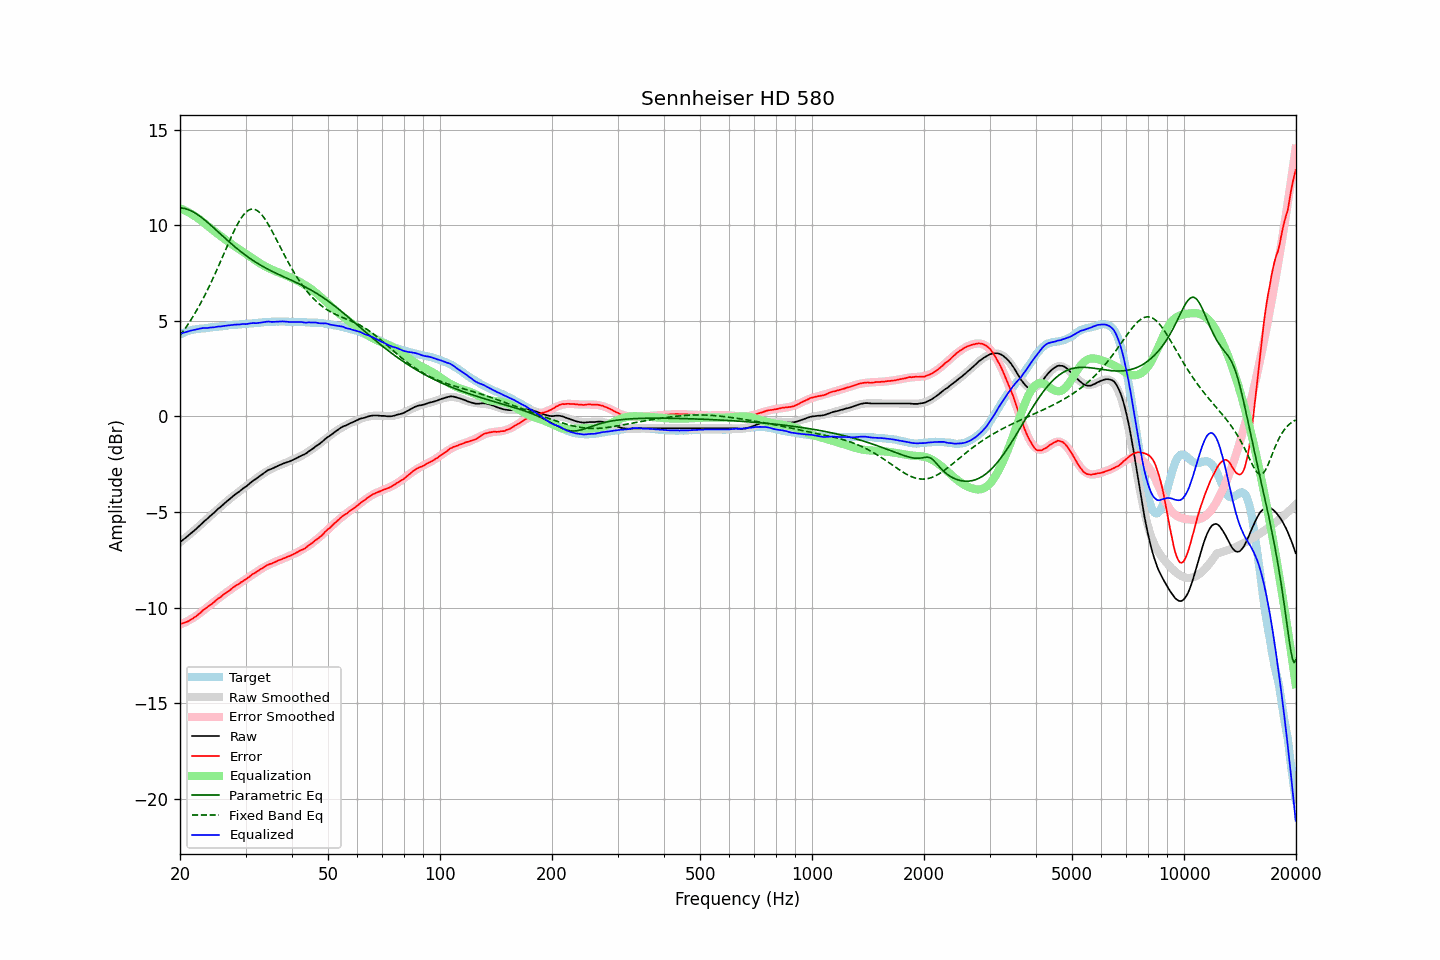 Sennheiser HD 580
Amplitude (dBr)
15
10
5
0
−5
−10
−15
−20
Target
Raw Smoothed
Error Smoothed
Raw
Error
Equalization
Parametric Eq
Fixed Band Eq
Equalized
20 50 100 200 500 1000 2000 5000 10000 20000
Frequency (Hz)